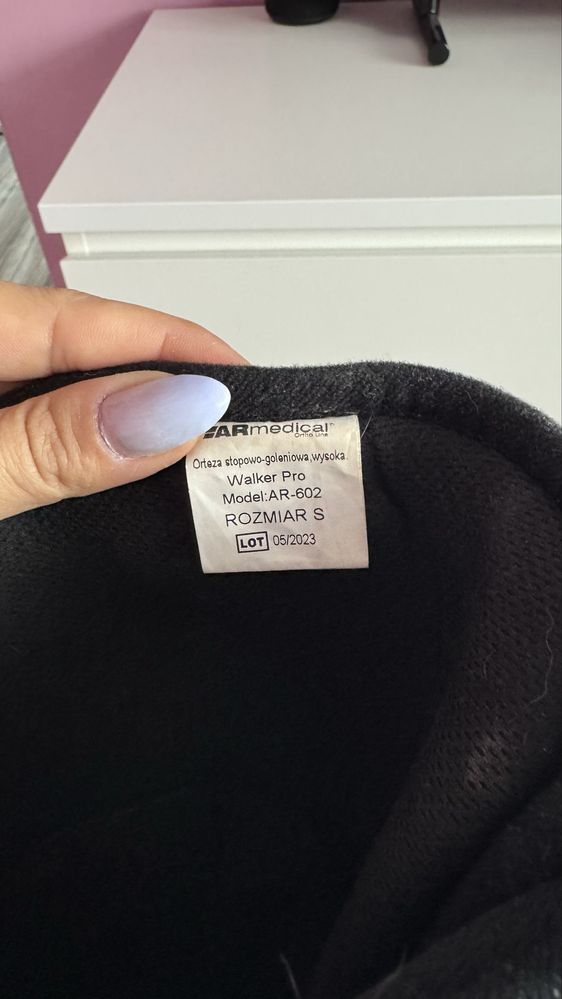 ARmedical
Ortho Line
Orteza stopowo-goleniowa,wysoka.
Walker Pro
Model:AR-602
ROZMIAR S
LOT 05/2023